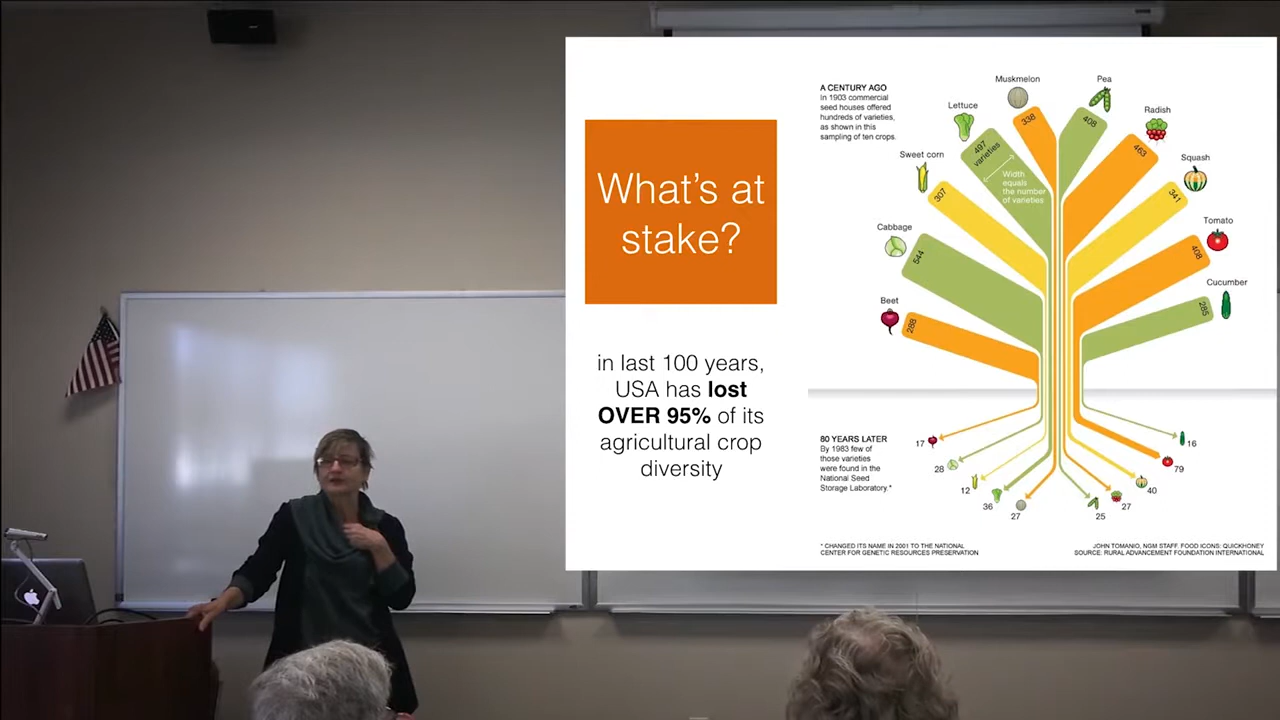 What's at
stake?
in last 100 years,
USA has lost
OVER 95% of its
agricultural crop
diversity
A CENTURY AGO
In 1903 commercial
seed houses offered
hundreds of varieties,
as shown in this
sampling of ten crops.
Muskmelon
338
Pea
408
Lettuce
497
varieties
Radish
463
Width
equals
the number
of varieties
Sweet corn
307
Squash
341
Cabbage
544
Tomato
408
Beet
288
Cucumber
285
80 YEARS LATER
By 1983 few of
those varieties
were found in the
National Seed
Storage Laboratory.*
17
28
12
36
27
25
27
40
79
16
* CHANGED ITS NAME IN 2001 TO THE NATIONAL
CENTER FOR GENETIC RESOURCES PRESERVATION
JOHN TOMANIO, NGM STAFF. FOOD ICONS: QUICKHONEY
SOURCE: RURAL ADVANCEMENT FOUNDATION INTERNATIONAL